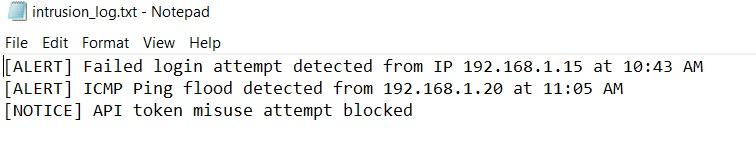 intrusion_log.txt - Notepad
File Edit Format View Help
[ALERT] Failed login attempt detected from IP 192.168.1.15 at 10:43 AM
[ALERT] ICMP Ping flood detected from 192.168.1.20 at 11:05 AM
[NOTICE] API token misuse attempt blocked